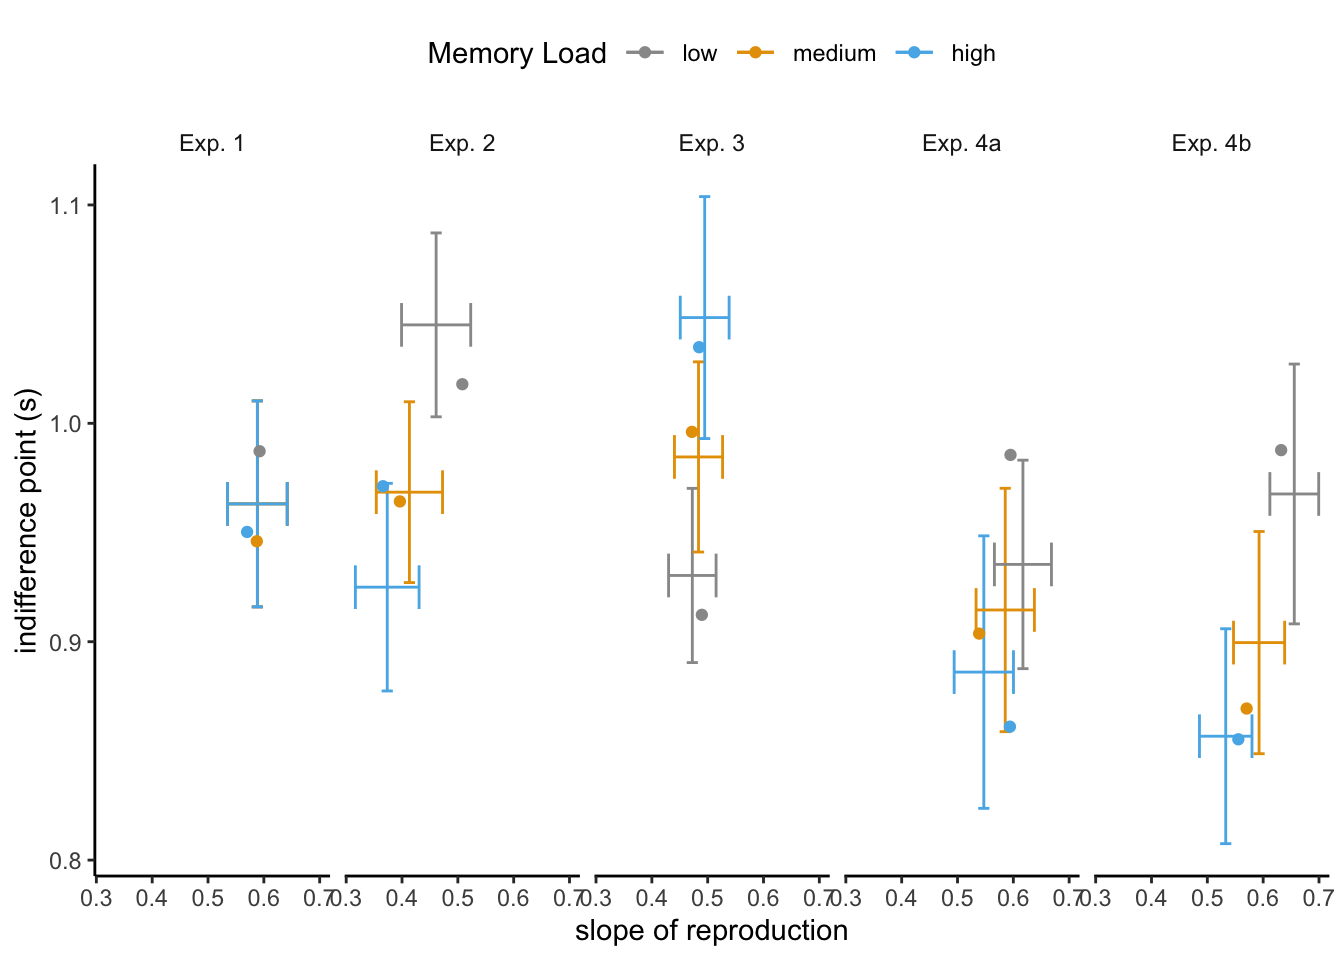 Memory Load low medium high
Exp. 1 Exp. 2 Exp. 3 Exp. 4a Exp. 4b
1.1
1.0
0.9
0.8
indifference point (s)
0.3 0.4 0.5 0.6 0.7 0.3 0.4 0.5 0.6 0.7 0.3 0.4 0.5 0.6 0.7 0.3 0.4 0.5 0.6 0.7 0.3 0.4 0.5 0.6 0.7
slope of reproduction